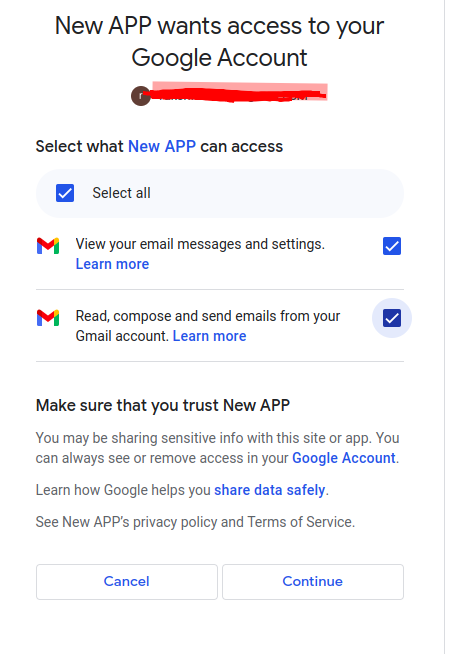 New APP wants access to your
Google Account
Select what New APP can access
Select all
View your email messages and settings.
Learn more
Read, compose and send emails from your
Gmail account. Learn more
Make sure that you trust New APP
You may be sharing sensitive info with this site or app. You
can always see or remove access in your Google Account.
Learn how Google helps you share data safely.
See New APP's privacy policy and Terms of Service.
Cancel
Continue